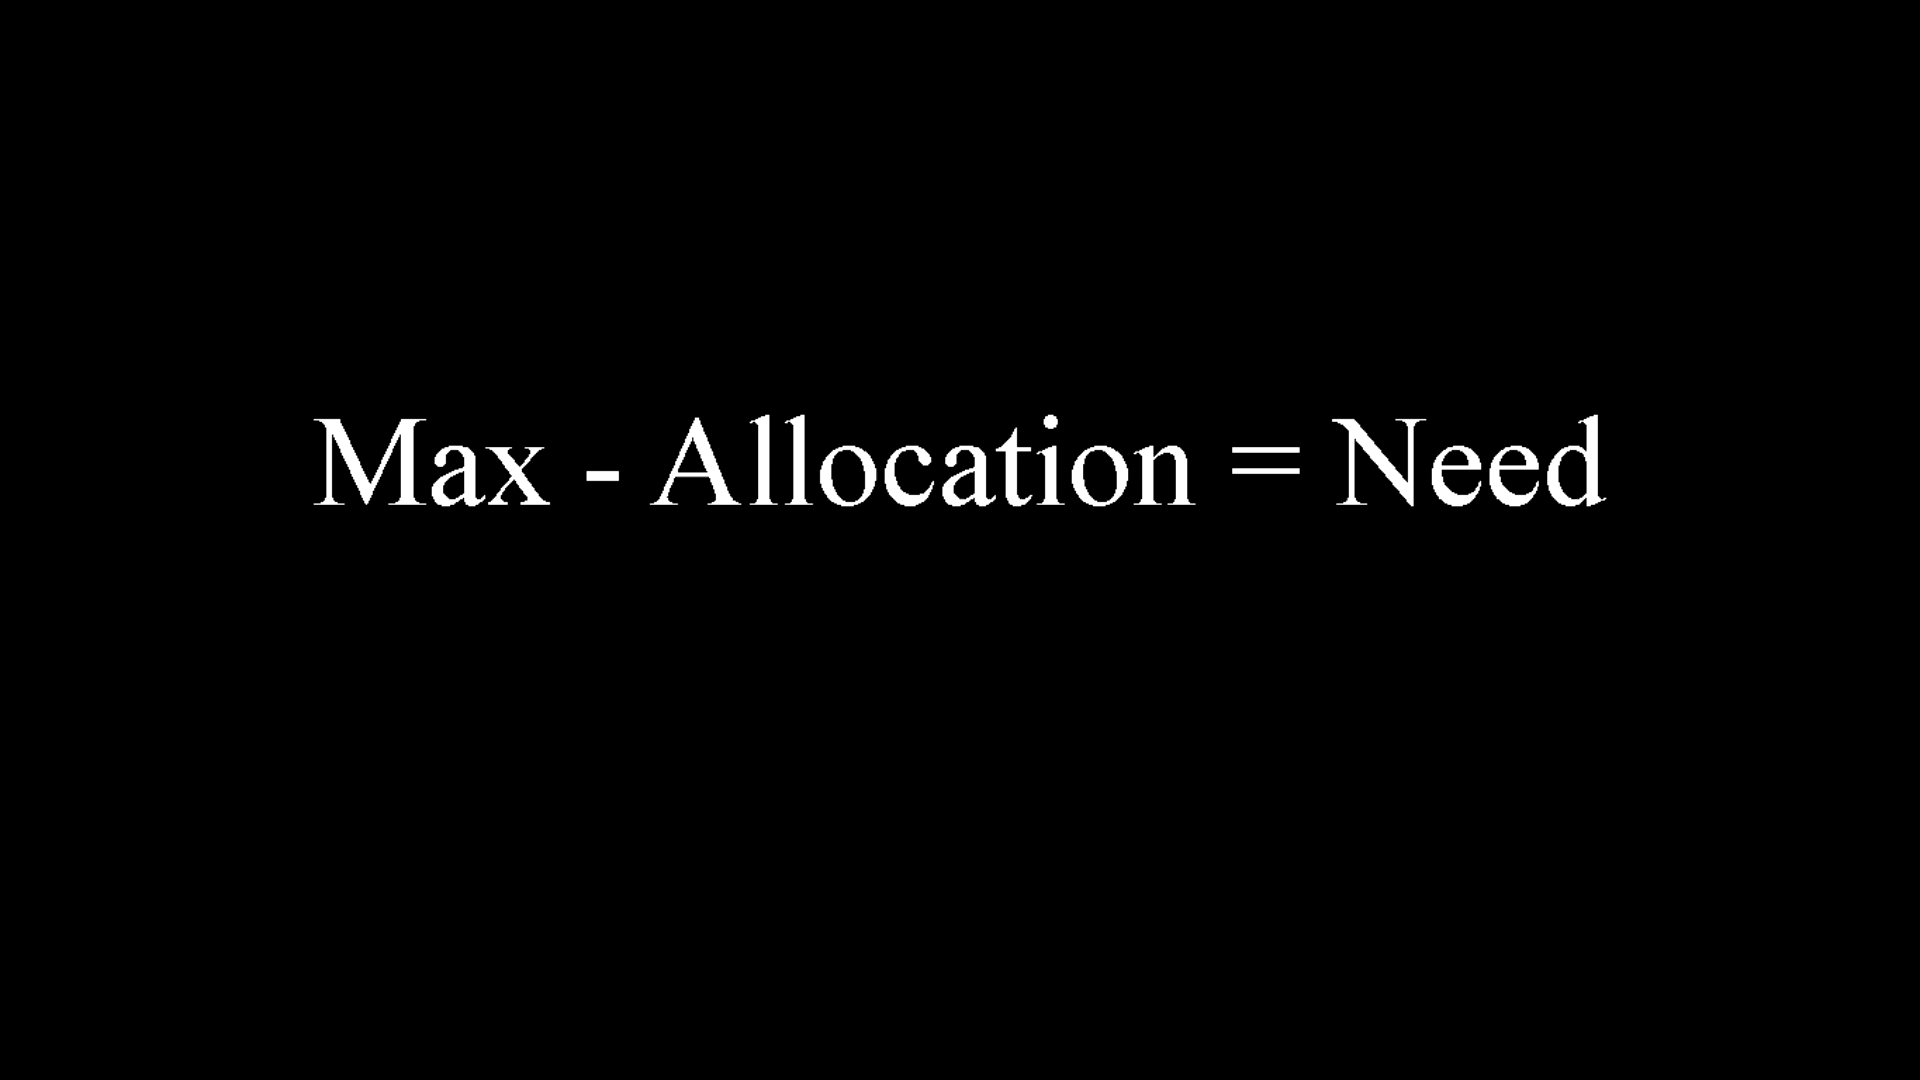 Max - Allocation = Need